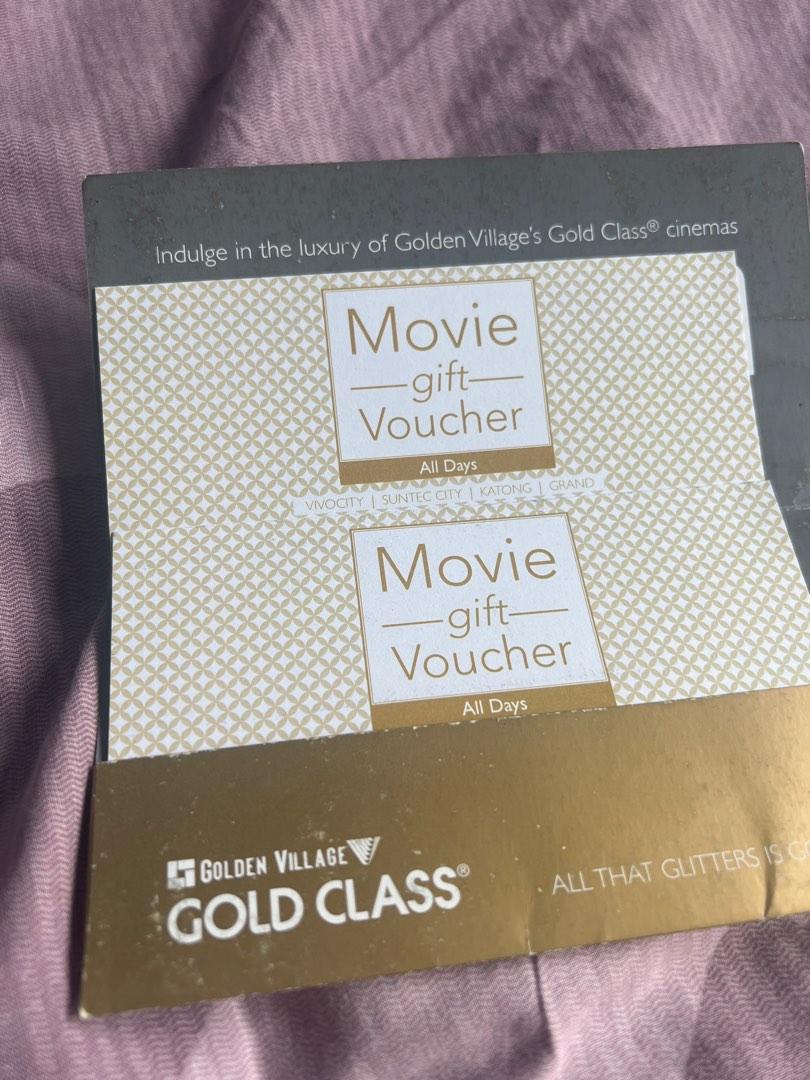 Indulge in the luxury of Golden Village's Gold Class® cinemas
Movie
gift
Voucher
All Days
VIVOCITY | SUNTEC CITY | KATONG | GRAND
Movie
gift
Voucher
All Days
GOLDEN VILLAGE
GOLD CLASS®
ALL THAT GLITTERS IS